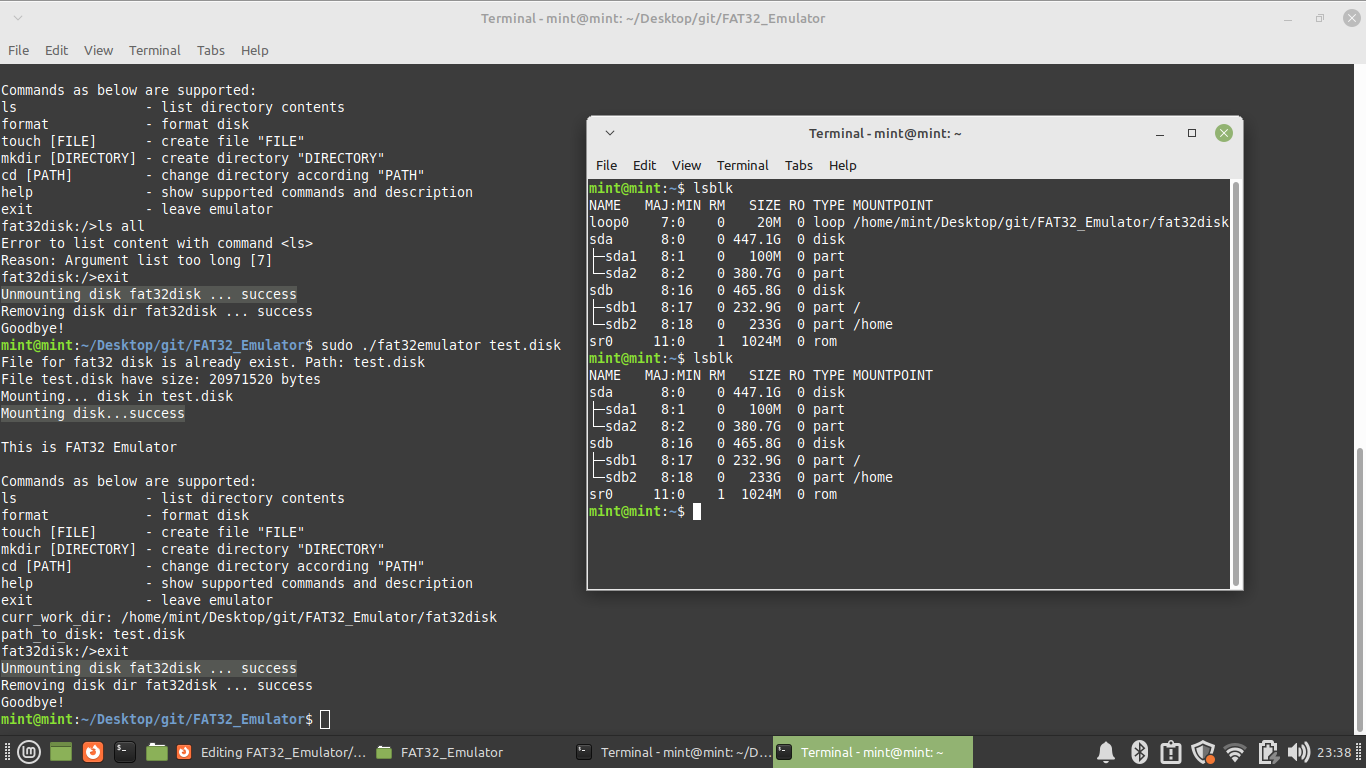 Terminal - mint@mint: ~/Desktop/git/FAT32_Emulator
File Edit View Terminal Tabs Help
Commands as below are supported:
ls - list directory contents
format - format disk
touch [FILE] - create file "FILE"
mkdir [DIRECTORY] - create directory "DIRECTORY"
cd [PATH] - change directory according "PATH"
help - show supported commands and description
exit - leave emulator
fat32disk:/>ls all
Error to list content with command <ls>
Reason: Argument list too long [7]
fat32disk:/>exit
Unmounting disk fat32disk ... success
Removing disk dir fat32disk ... success
Goodbye!
mint@mint:~/Desktop/git/FAT32_Emulator$ sudo ./fat32emulator test.disk
File for fat32 disk is already exist. Path: test.disk
File test.disk have size: 20971520 bytes
Mounting... disk in test.disk
Mounting disk...success
This is FAT32 Emulator
Commands as below are supported:
ls - list directory contents
format - format disk
touch [FILE] - create file "FILE"
mkdir [DIRECTORY] - create directory "DIRECTORY"
cd [PATH] - change directory according "PATH"
help - show supported commands and description
exit - leave emulator
curr_work_dir: /home/mint/Desktop/git/FAT32_Emulator/fat32disk
path_to_disk: test.disk
fat32disk:/>exit
Unmounting disk fat32disk ... success
Removing disk dir fat32disk ... success
Goodbye!
mint@mint:~/Desktop/git/FAT32_Emulator$
Terminal - mint@mint: ~
File Edit View Terminal Tabs Help
mint@mint:~$ lsblk
NAME MAJ:MIN RM SIZE RO TYPE MOUNTPOINT
loop0 7:0 0 20M 0 loop /home/mint/Desktop/git/FAT32_Emulator/fat32disk
sda 8:0 0 447.1G 0 disk
├─sda1 8:1 0 100M 0 part
└─sda2 8:2 0 380.7G 0 part
sdb 8:16 0 465.8G 0 disk
├─sdb1 8:17 0 232.9G 0 part /
└─sdb2 8:18 0 233G 0 part /home
sr0 11:0 1 1024M 0 rom
mint@mint:~$ lsblk
NAME MAJ:MIN RM SIZE RO TYPE MOUNTPOINT
sda 8:0 0 447.1G 0 disk
├─sda1 8:1 0 100M 0 part
└─sda2 8:2 0 380.7G 0 part
sdb 8:16 0 465.8G 0 disk
├─sdb1 8:17 0 232.9G 0 part /
└─sdb2 8:18 0 233G 0 part /home
sr0 11:0 1 1024M 0 rom
mint@mint:~$
Editing FAT32_Emulator/... FAT32_Emulator Terminal - mint@mint: ~/D... Terminal - mint@mint: ~ 23:38